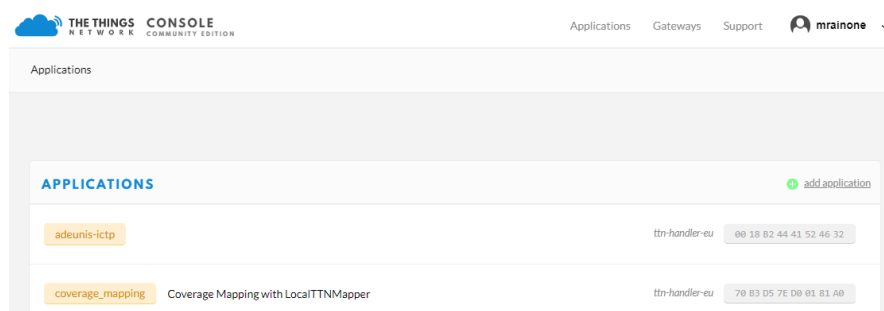 THE THINGS NETWORK CONSOLE COMMUNITY EDITION Applications Gateways Support mrainone
Applications
APPLICATIONS add application
adeunis-ictp ttn-handler-eu 00 18 B2 44 41 52 46 32
coverage_mapping Coverage Mapping with LocalTTNMapper ttn-handler-eu 70 B3 D5 7E D0 01 81 A0